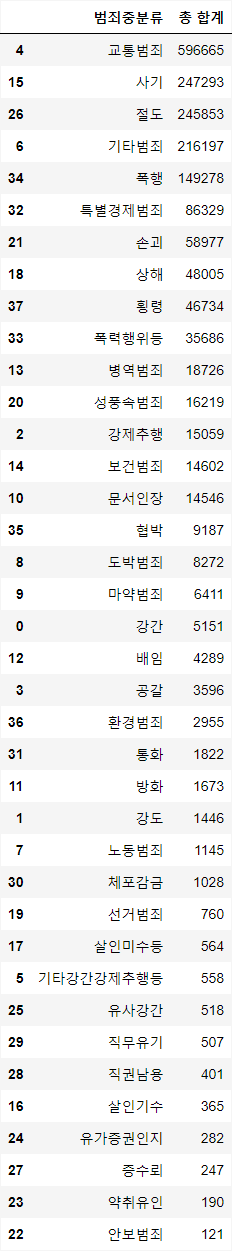 범죄중분류 총 합계
4 교통범죄 596665
15 사기 247293
26 절도 245853
6 기타범죄 216197
34 폭행 149278
32 특별경제범죄 86329
21 손괴 58977
18 상해 48005
37 횡령 46734
33 폭력행위등 35686
13 병역범죄 18726
20 성풍속범죄 16219
2 강제추행 15059
14 보건범죄 14602
10 문서인장 14546
35 협박 9187
8 도박범죄 8272
9 마약범죄 6411
0 강간 5151
12 배임 4289
3 공갈 3596
36 환경범죄 2955
31 통화 1822
11 방화 1673
1 강도 1446
7 노동범죄 1145
30 체포감금 1028
19 선거범죄 760
17 살인미수등 564
5 기타강간강제추행등 558
25 유사강간 518
29 직무유기 507
28 직권남용 401
16 살인기수 365
24 유가증권인지 282
27 증수뢰 247
23 약취유인 190
22 안보범죄 121